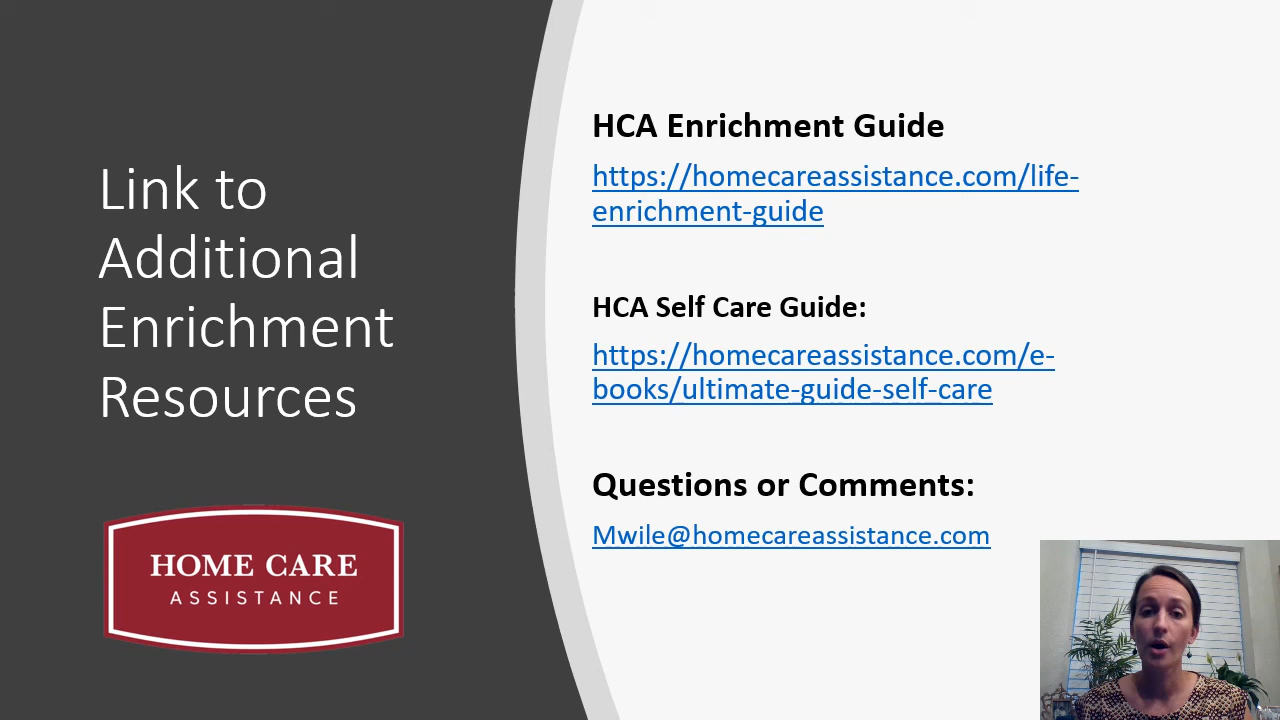 Link to
Additional
Enrichment
Resources
HOME CARE
ASSISTANCE
HCA Enrichment Guide
https://homecareassistance.com/life-
enrichment-guide
HCA Self Care Guide:
https://homecareassistance.com/e-
books/ultimate-guide-self-care
Questions or Comments:
Mwile@homecareassistance.com